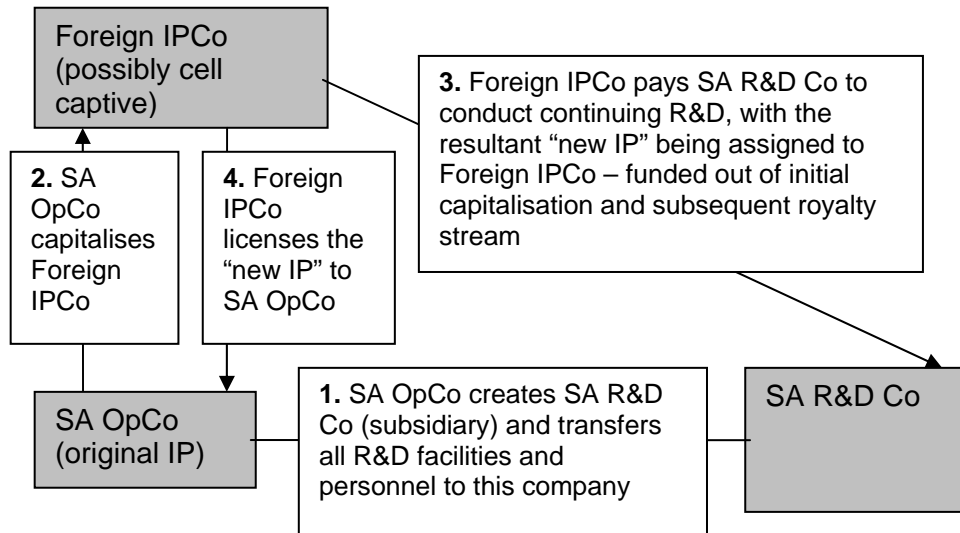 Foreign IPCo
(possibly cell
captive)
3. Foreign IPCo pays SA R&D Co to
conduct continuing R&D, with the
resultant “new IP” being assigned to
Foreign IPCo – funded out of initial
capitalisation and subsequent royalty
stream
2. SA
OpCo
capitalises
Foreign
IPCo
4. Foreign
IPCo
licenses the
“new IP” to
SA OpCo
SA OpCo
(original IP)
1. SA OpCo creates SA R&D
Co (subsidiary) and transfers
all R&D facilities and
personnel to this company
SA R&D Co